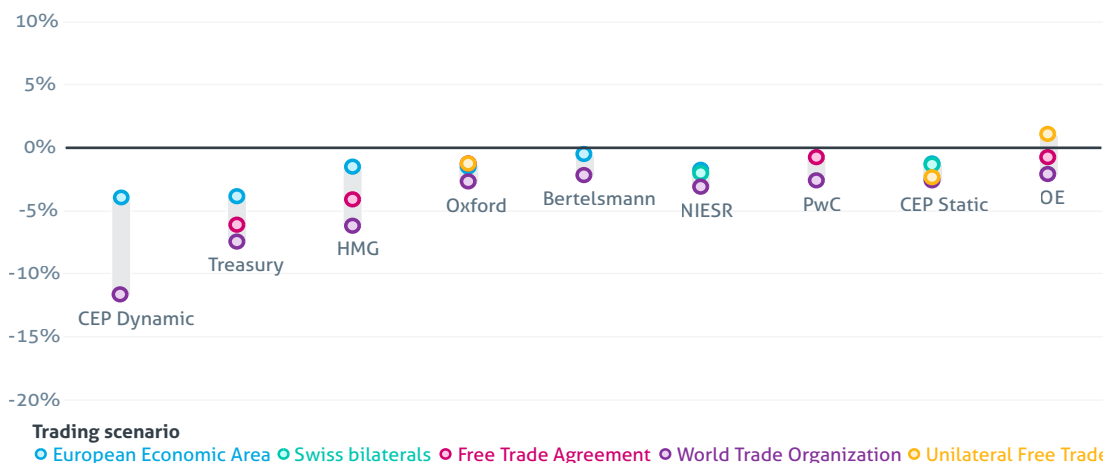 10%
5%
0%
-5%
-10%
-15%
-20%
CEP Dynamic
Treasury
HMG
Oxford
Bertelsmann
NIESR
PwC
CEP Static
OE
Trading scenario
European Economic Area Swiss bilaterals Free Trade Agreement World Trade Organization Unilateral Free Trade